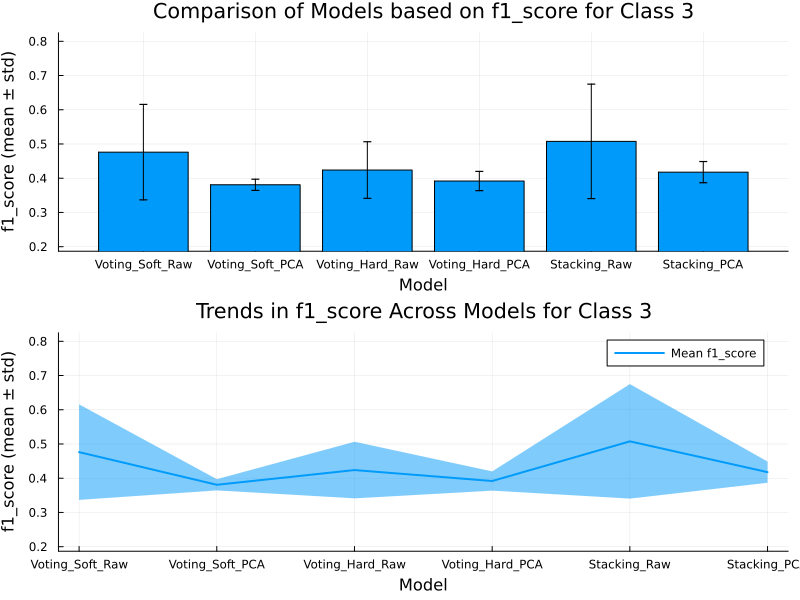 Comparison of Models based on f1_score for Class 3
f1_score (mean ± std)
0.8
0.7
0.6
0.5
0.4
0.3
0.2
Voting_Soft_Raw Voting_Soft_PCA Voting_Hard_Raw Voting_Hard_PCA Stacking_Raw Stacking_PCA
Model
Trends in f1_score Across Models for Class 3
f1_score (mean ± std)
Mean f1_score
0.8
0.7
0.6
0.5
0.4
0.3
0.2
Voting_Soft_Raw Voting_Soft_PCA Voting_Hard_Raw Voting_Hard_PCA Stacking_Raw Stacking_PC
Model